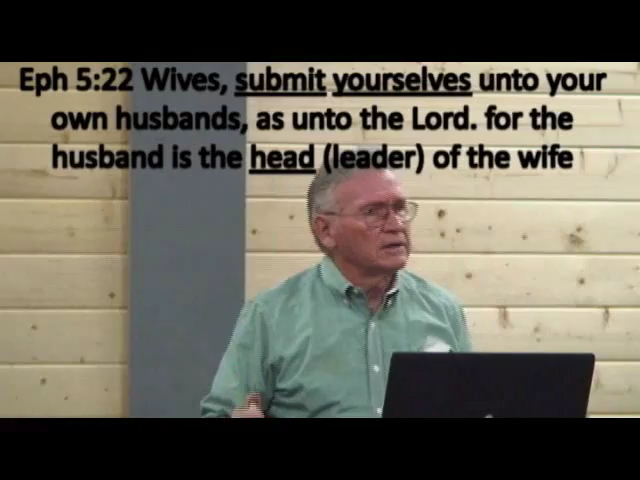 Eph 5:22 Wives, submit yourselves unto your
own husbands, as unto the Lord. for the
husband is the head (leader) of the wife